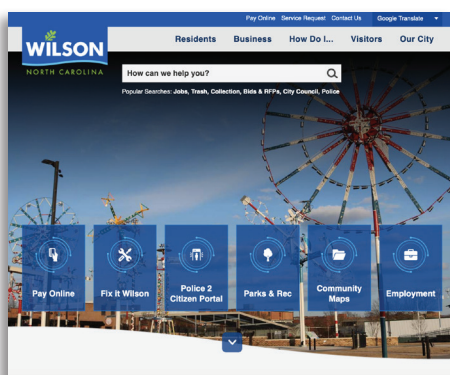 Pay Online Service Request Contact Us Google Translate
WILSON
NORTH CAROLINA
Residents Business How Do I... Visitors Our City
How can we help you?
Popular Searches: Jobs, Trash, Collection, Bids & RFPs, City Council, Police
Pay Online
Fix it Wilson
Police 2
Citizen Portal
Parks & Rec
Community
Maps
Employment